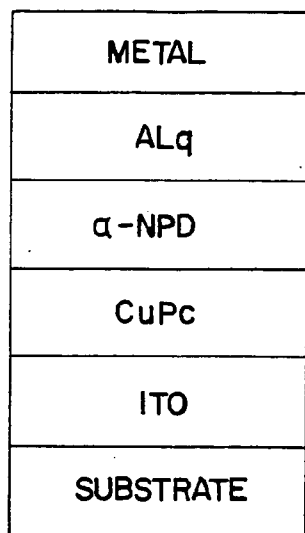 METAL
ALq
α-NPD
CuPc
ITO
SUBSTRATE